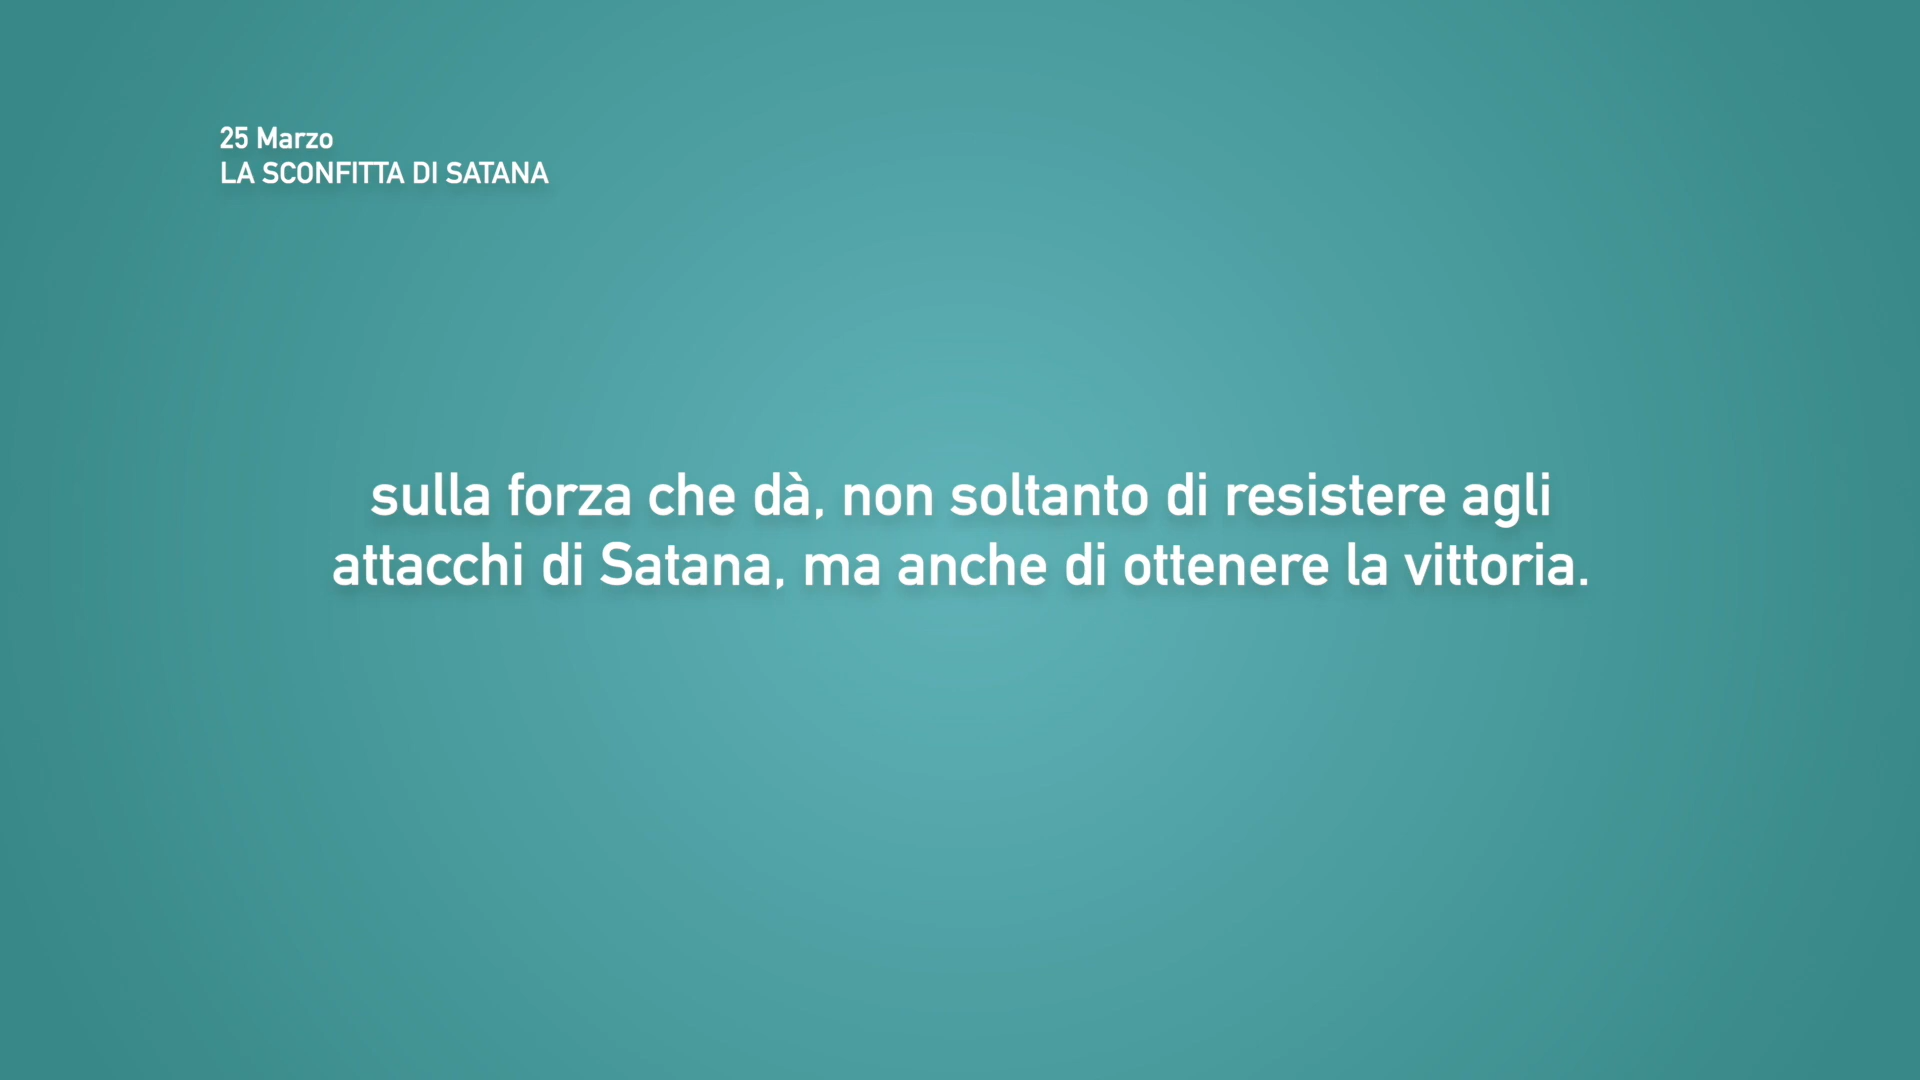 25 Marzo
LA SCONFITTA DI SATANA
sulla forza che dà, non soltanto di resistere agli
attacchi di Satana, ma anche di ottenere la vittoria.